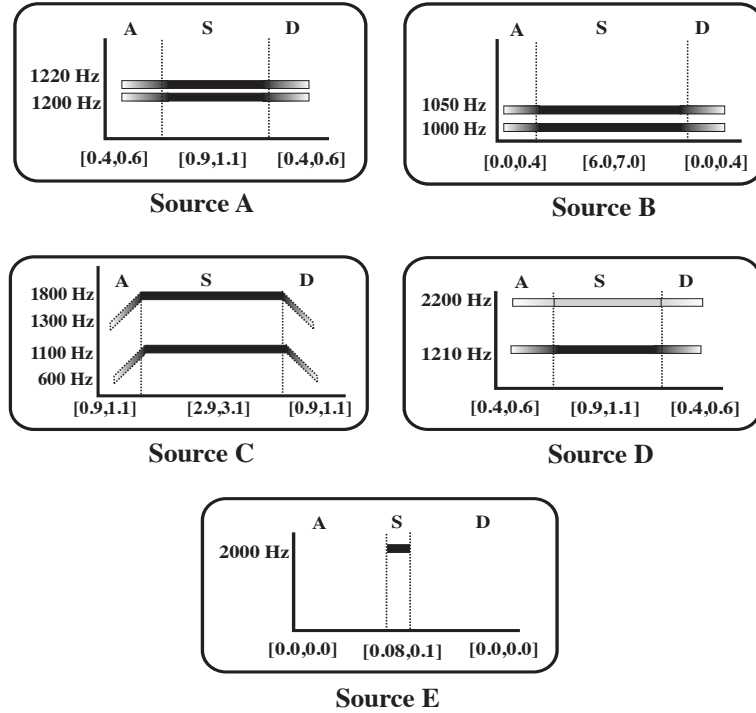 A S D
1220 Hz
1200 Hz
[0.4,0.6] [0.9,1.1] [0.4,0.6]
Source A
A S D
1050 Hz
1000 Hz
[0.0,0.4] [6.0,7.0] [0.0,0.4]
Source B
A S D
1800 Hz
1300 Hz
1100 Hz
600 Hz
[0.9,1.1] [2.9,3.1] [0.9,1.1]
Source C
A S D
2200 Hz
1210 Hz
[0.4,0.6] [0.9,1.1] [0.4,0.6]
Source D
A S D
2000 Hz
[0.0,0.0] [0.08,0.1] [0.0,0.0]
Source E